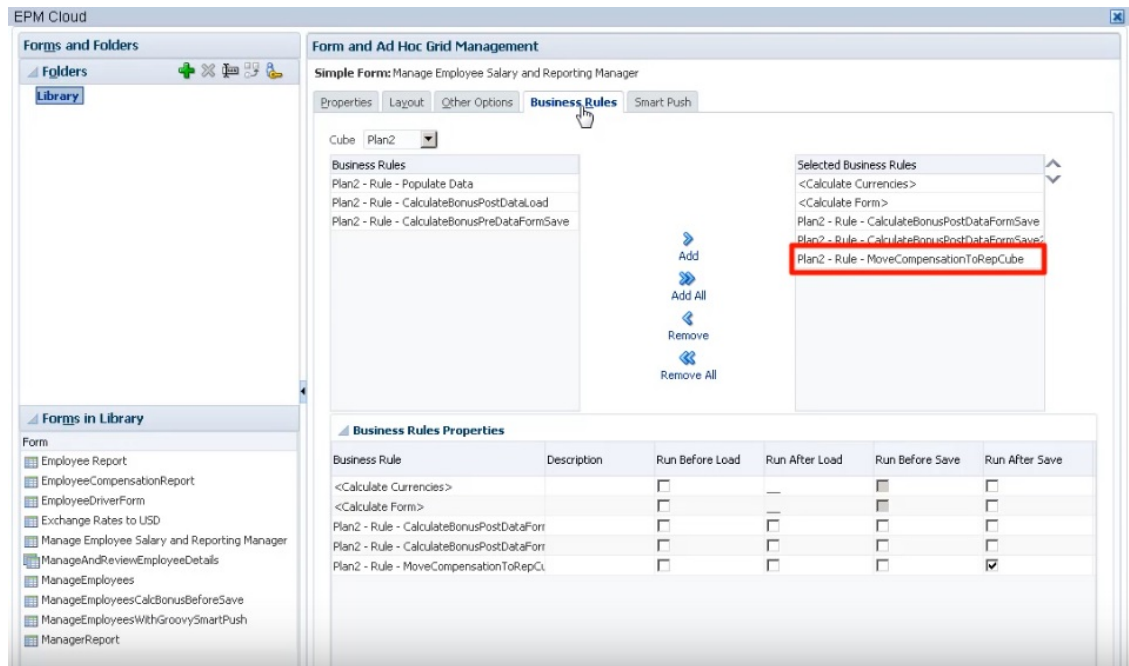 EPM Cloud
Forms and Folders
Folders
Library
Forms in Library
Form
Employee Report
EmployeeCompensationReport
EmployeeDriverForm
Exchange Rates to USD
Manage Employee Salary and Reporting Manager
ManageAndReviewEmployeeDetails
ManageEmployees
ManageEmployeesCalcBonusBeforeSave
ManageEmployeesWithGroovySmartPush
ManagerReport
Form and Ad Hoc Grid Management
Simple Form: Manage Employee Salary and Reporting Manager
Properties Layout Other Options Business Rules Smart Push
Cube Plan2
Business Rules
Plan2 - Rule - Populate Data
Plan2 - Rule - CalculateBonusPostDataLoad
Plan2 - Rule - CalculateBonusPreDataFormSave
Add
Add All
Remove
Remove All
Selected Business Rules
<Calculate Currencies>
<Calculate Form>
Plan2 - Rule - CalculateBonusPostDataFormSave
Plan2 - Rule - CalculateBonusPostDataFormSave2
Plan2 - Rule - MoveCompensationToRepCube
Business Rules Properties
Business Rule Description Run Before Load Run After Load Run Before Save Run After Save
<Calculate Currencies>
<Calculate Form>
Plan2 - Rule - CalculateBonusPostDataForr
Plan2 - Rule - CalculateBonusPostDataForr
Plan2 - Rule - MoveCompensationToRepCu